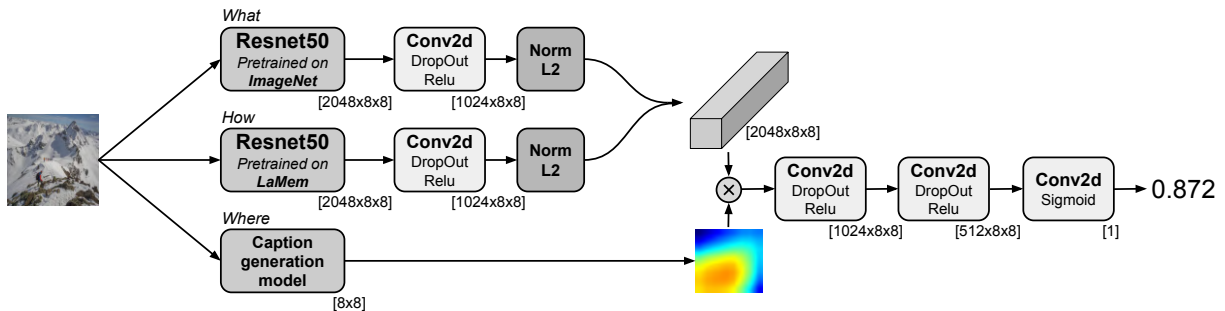 What
Resnet50
Pretrained on
ImageNet
[2048x8x8]
Conv2d
DropOut
Relu
[1024x8x8]
Norm
L2
How
Resnet50
Pretrained on
LaMem
[2048x8x8]
Conv2d
DropOut
Relu
[1024x8x8]
Norm
L2
Where
Caption
generation
model
[8x8]
[2048x8x8]
×
Conv2d
DropOut
Relu
[1024x8x8]
Conv2d
DropOut
Relu
[512x8x8]
Conv2d
Sigmoid
[1]
0.872